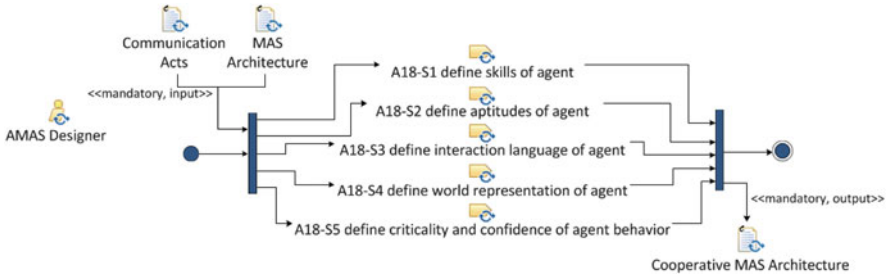 Communication
Acts
MAS
Architecture
<<mandatory, input>>
AMAS Designer
A18-S1 define skills of agent
A18-S2 define aptitudes of agent
A18-S3 define interaction language of agent
A18-S4 define world representation of agent
A18-S5 define criticality and confidence of agent behavior
<<mandatory, output>>
Cooperative MAS Architecture